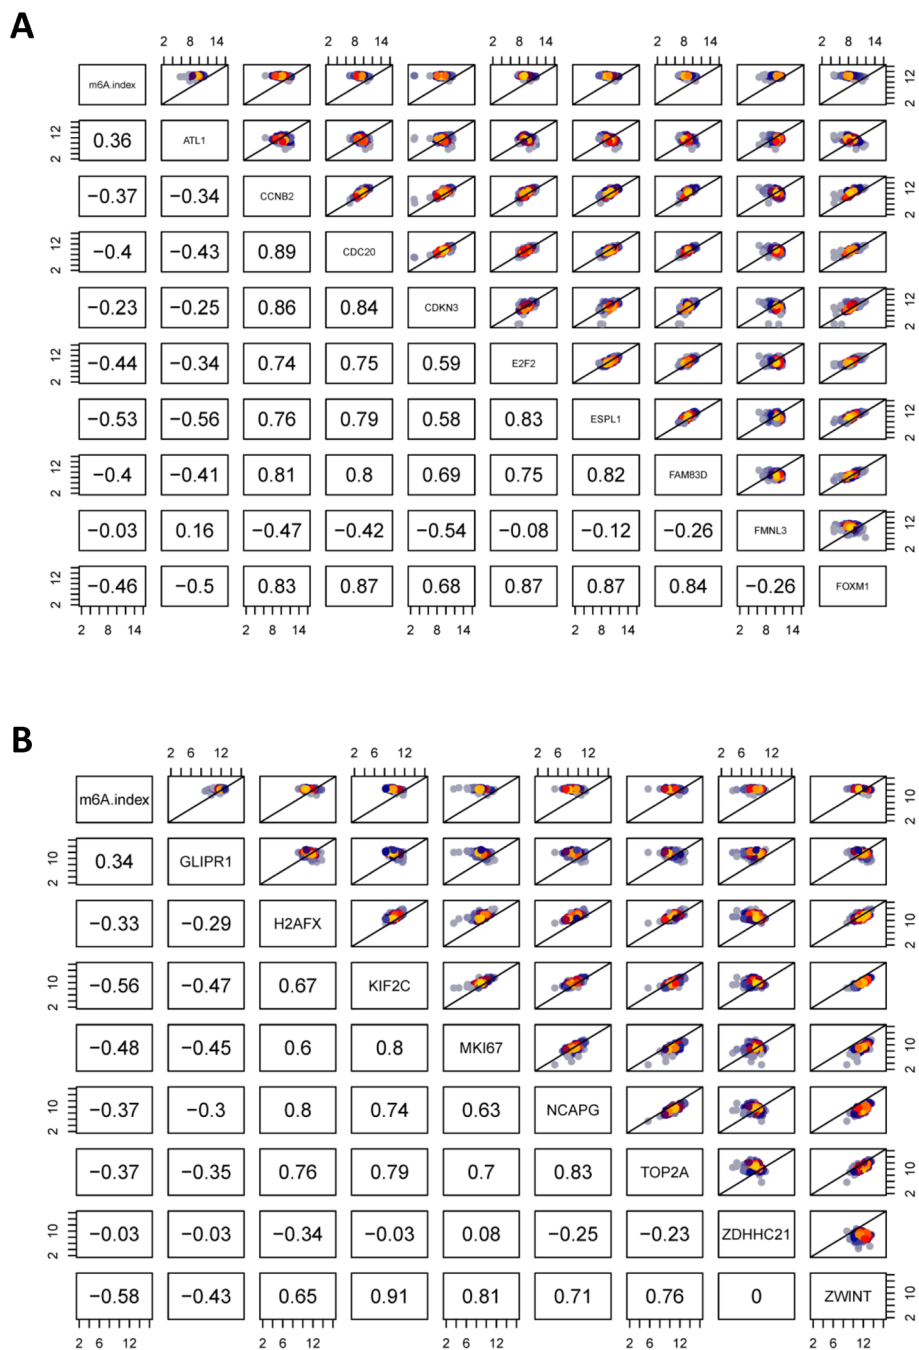 A
2 8 14 2 8 14 2 8 14 2 8 14 2 8 14
m6A.index 2 8 12
0.36 ATL1
2 12
−0.37 −0.34 CCNB2 2 12
−0.4 −0.43 0.89 CDC20
2 12
−0.23 −0.25 0.86 0.84 CDKN3 2 12
−0.44 −0.34 0.74 0.75 0.59 E2F2
2 12
−0.53 −0.56 0.76 0.79 0.58 0.83 ESPL1 2 12
−0.4 −0.41 0.81 0.8 0.69 0.75 0.82 FAM83D
2 12
−0.03 0.16 −0.47 −0.42 −0.54 −0.08 −0.12 −0.26 FMNL3 2 12
−0.46 −0.5 0.83 0.87 0.68 0.87 0.87 0.84 −0.26 FOXM1
2 12
2 8 14 2 8 14 2 8 14 2 8 14 2 8 14
B
2 6 12 2 6 12 2 6 12 2 6 12
m6A.index 2 10
0.34 GLIPR1
2 10
−0.33 −0.29 H2AFX 2 10
−0.56 −0.47 0.67 KIF2C
2 10
−0.48 −0.45 0.6 0.8 MKI67 2 10
−0.37 −0.3 0.8 0.74 0.63 NCAPG
2 10
−0.37 −0.35 0.76 0.79 0.7 0.83 TOP2A 2 10
−0.03 −0.03 −0.34 −0.03 0.08 −0.25 −0.23 ZDHHC21
2 10
−0.58 −0.43 0.65 0.91 0.81 0.71 0.76 0 ZWINT 2 10
2 6 12 2 6 12 2 6 12 2 6 12 2 6 12